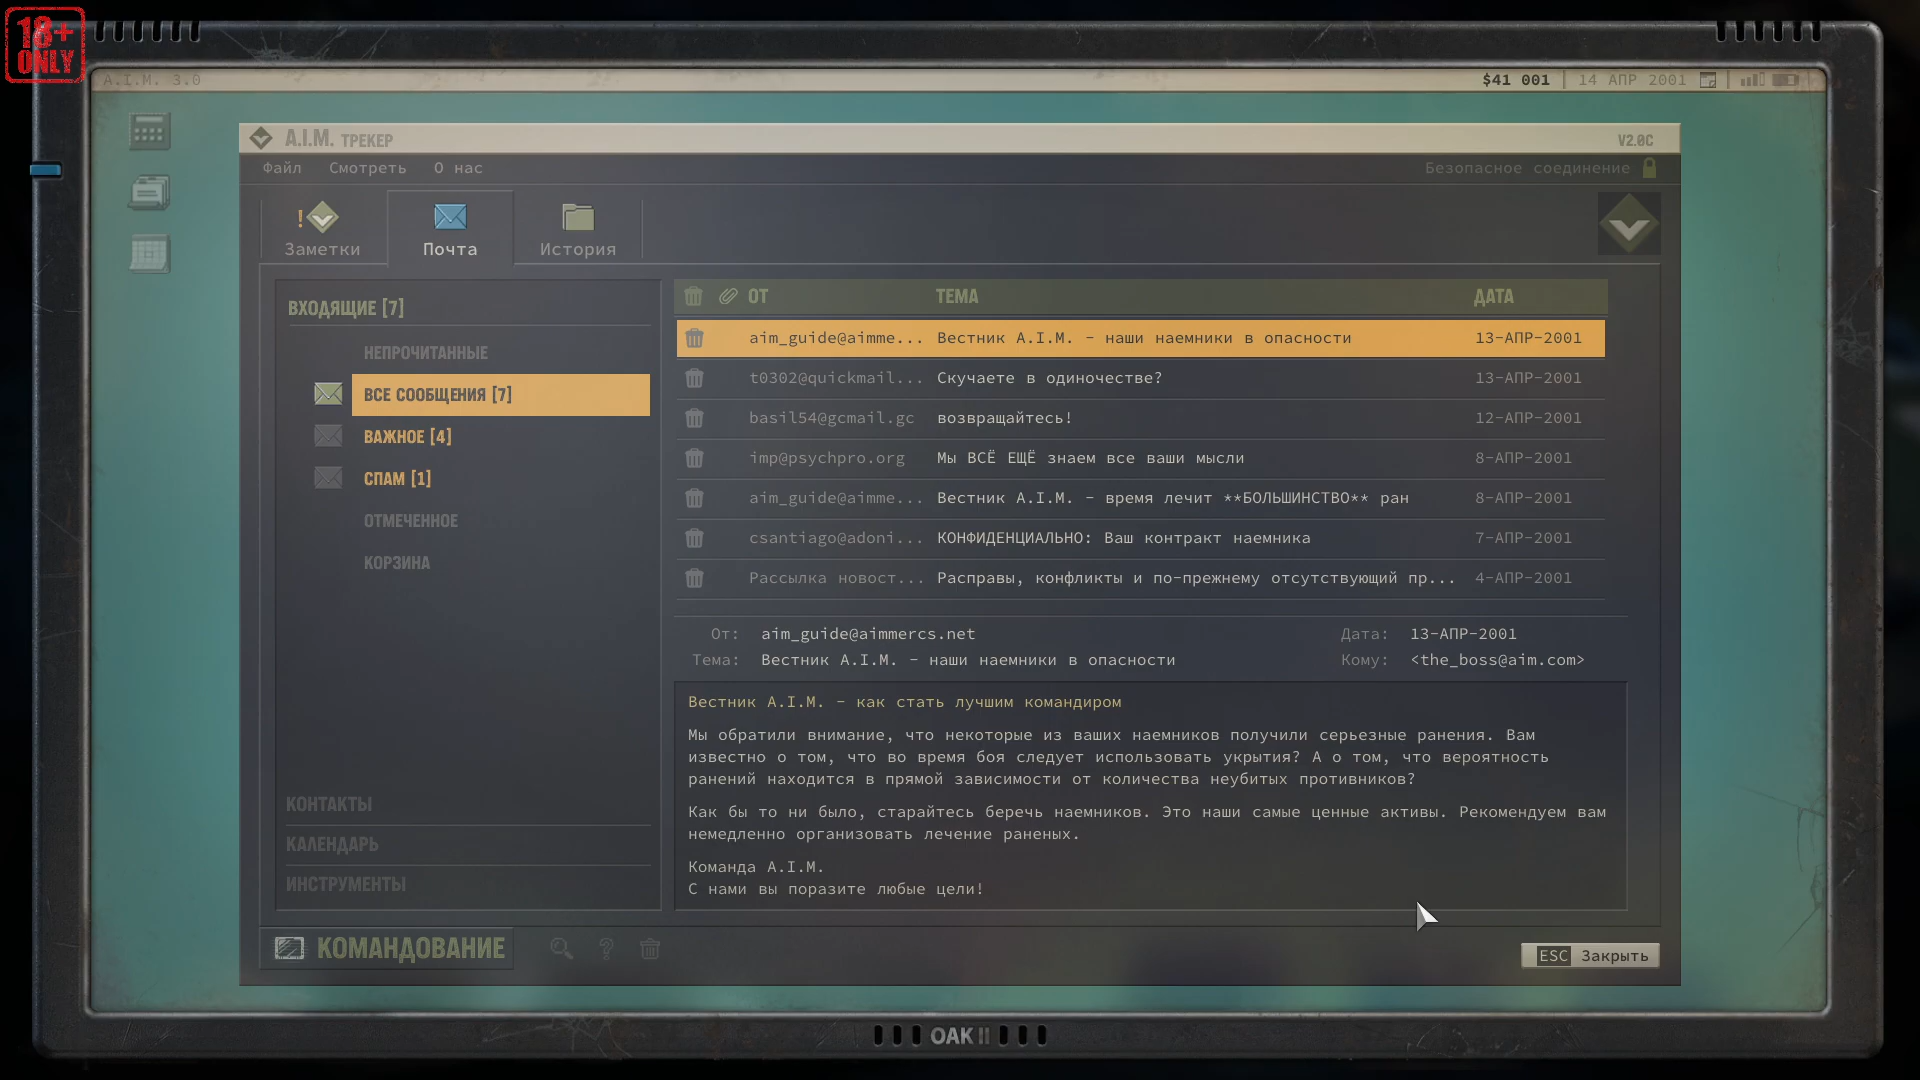 18+
ONLY
A.I.M. 3.0
$41 001
14 АПР 2001
A.I.M. ТРЕКЕР
V2.0C
Файл Смотреть О нас
Безопасное соединение
Заметки
Почта
История
ВХОДЯЩИЕ [7]
НЕПРОЧИТАННЫЕ
ВСЕ СООБЩЕНИЯ [7]
ВАЖНОЕ [4]
СПАМ [1]
ОТМЕЧЕННОЕ
КОРЗИНА
КОНТАКТЫ
КАЛЕНДАРЬ
ИНСТРУМЕНТЫ
ОТ ТЕМА ДАТА
aim_guide@aimme... Вестник A.I.M. - наши наемники в опасности 13-АПР-2001
t0302@quickmail... Скучаете в одиночестве? 13-АПР-2001
basil54@gcmail.gc возвращайтесь! 12-АПР-2001
imp@psychpro.org Мы ВСЁ ЕЩЁ знаем все ваши мысли 8-АПР-2001
aim_guide@aimme... Вестник A.I.M. - время лечит **БОЛЬШИНСТВО** ран 8-АПР-2001
csantiago@adoni... КОНФИДЕНЦИАЛЬНО: Ваш контракт наемника 7-АПР-2001
Рассылка новост... Расправы, конфликты и по-прежнему отсутствующий пр... 4-АПР-2001
От: aim_guide@aimmercs.net Дата: 13-АПР-2001
Тема: Вестник A.I.M. - наши наемники в опасности Кому: <the_boss@aim.com>
Вестник A.I.M. - как стать лучшим командиром
Мы обратили внимание, что некоторые из ваших наемников получили серьезные ранения. Вам
известно о том, что во время боя следует использовать укрытия? А о том, что вероятность
ранений находится в прямой зависимости от количества неубитых противников?
Как бы то ни было, старайтесь беречь наемников. Это наши самые ценные активы. Рекомендуем вам
немедленно организовать лечение раненых.
Команда A.I.M.
С нами вы поразите любые цели!
КОМАНДОВАНИЕ
ESC Закрыть
OAK II